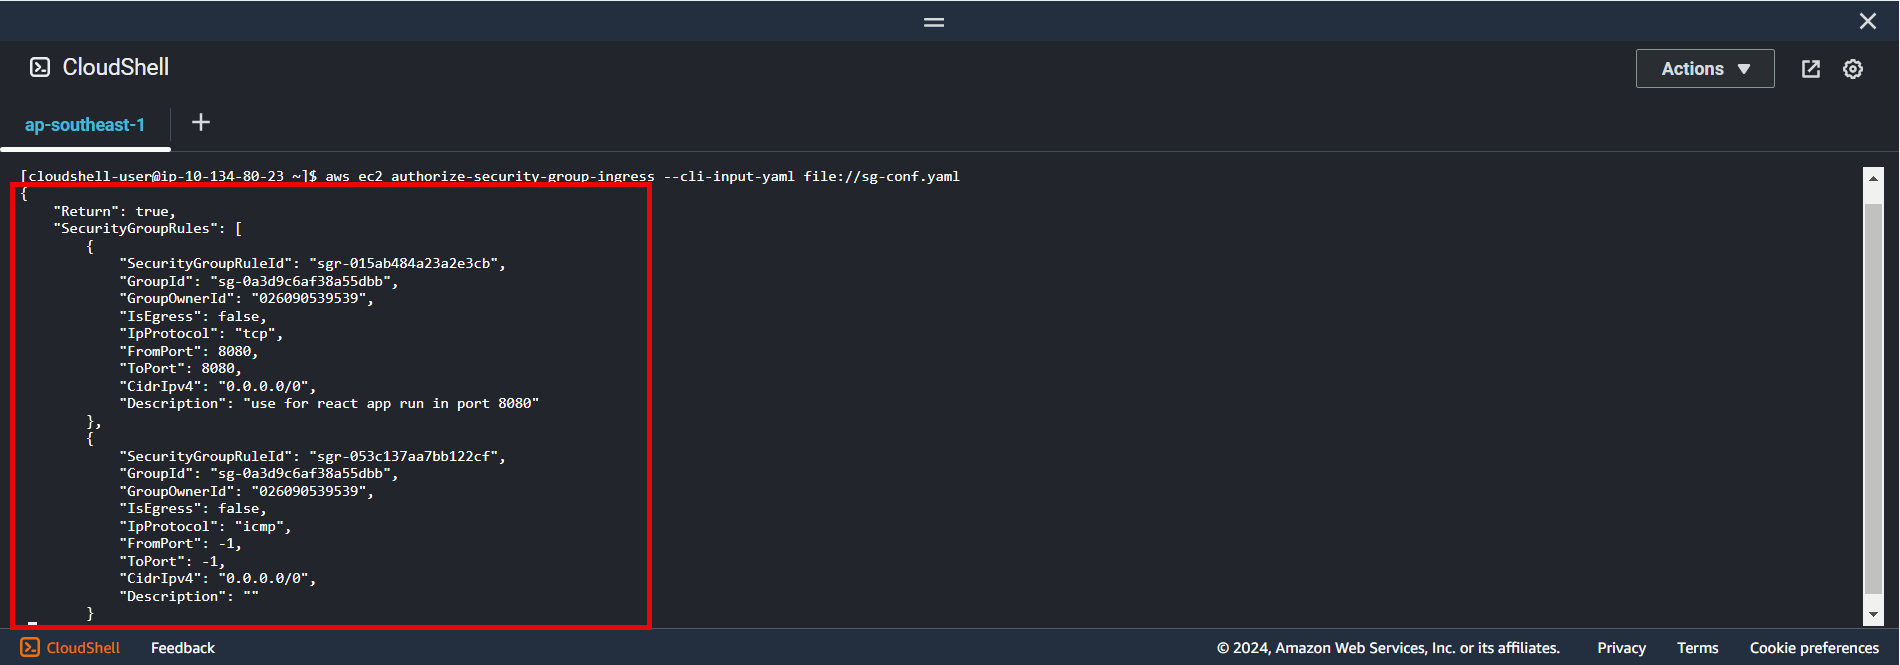 CloudShell
Actions
ap-southeast-1
[cloudshell-user@ip-10-134-80-23 ~]$ aws ec2 authorize-security-group-ingress --cli-input-yaml file://sg-conf.yaml
{
    "Return": true,
    "SecurityGroupRules": [
        {
            "SecurityGroupRuleId": "sgr-015ab484a23a2e3cb",
            "GroupId": "sg-0a3d9c6af38a55dbb",
            "GroupOwnerId": "026090539539",
            "IsEgress": false,
            "IpProtocol": "tcp",
            "FromPort": 8080,
            "ToPort": 8080,
            "CidrIpv4": "0.0.0.0/0",
            "Description": "use for react app run in port 8080"
        },
        {
            "SecurityGroupRuleId": "sgr-053c137aa7bb122cf",
            "GroupId": "sg-0a3d9c6af38a55dbb",
            "GroupOwnerId": "026090539539",
            "IsEgress": false,
            "IpProtocol": "icmp",
            "FromPort": -1,
            "ToPort": -1,
            "CidrIpv4": "0.0.0.0/0",
            "Description": ""
        }
CloudShell Feedback © 2024, Amazon Web Services, Inc. or its affiliates. Privacy Terms Cookie preferences